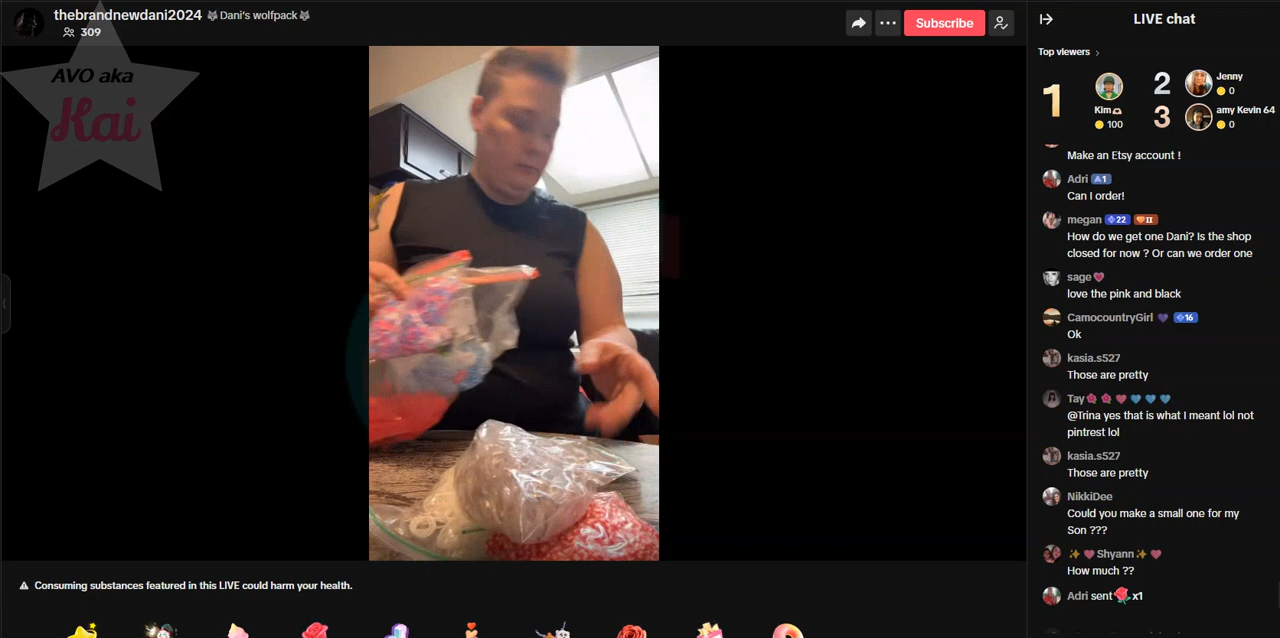 thebrandnewdani2024 🐺Dani's wolfpack🐺
309
Subscribe
AVO aka
Kai
Consuming substances featured in this LIVE could harm your health.
LIVE chat
Top viewers
1
Kim
100
2
Jenny
0
3
amy Kevin 64
0
Make an Etsy account !
Adri A1
Can I order!
megan 22 II
How do we get one Dani? Is the shop
closed for now ? Or can we order one
sage💗
love the pink and black
CamocountryGirl 💜 16
Ok
kasia.s527
Those are pretty
Tay🌺🌺💗💙💙💙
@Trina yes that is what I meant lol not
pintrest lol
kasia.s527
Those are pretty
NikkiDee
Could you make a small one for my
Son ???
✨💗Shyann✨💗
How much ??
Adri sent🌹x1